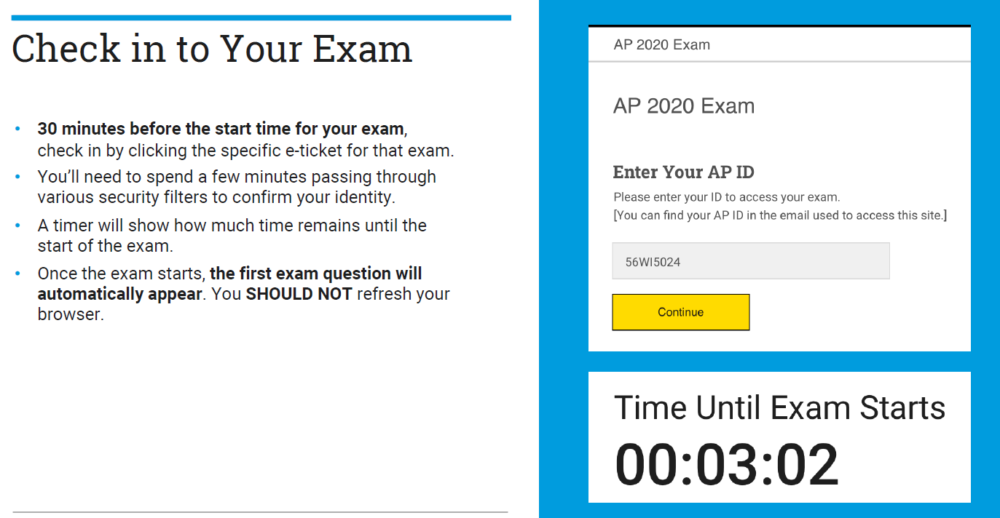 Check in to Your Exam
• 30 minutes before the start time for your exam,
check in by clicking the specific e-ticket for that exam.
• You’ll need to spend a few minutes passing through
various security filters to confirm your identity.
• A timer will show how much time remains until the
start of the exam.
• Once the exam starts, the first exam question will
automatically appear. You SHOULD NOT refresh your
browser.
AP 2020 Exam
AP 2020 Exam
Enter Your AP ID
Please enter your ID to access your exam.
[You can find your AP ID in the email used to access this site.]
56WI5024
Continue
Time Until Exam Starts
00:03:02